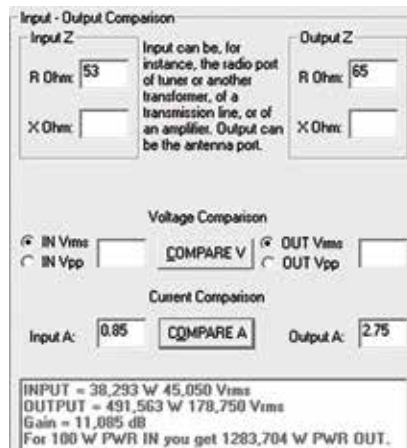 Input - Output Comparison
Input Z
Output Z
R Ohm: 53
Input can be, for
instance, the radio port
of tuner or another
transformer, of a
transmission line, or of
an amplifier. Output can
be the antenna port.
R Ohm: 65
X Ohm:
X Ohm:
Voltage Comparison
IN Vrms
IN Vpp
COMPARE V
OUT Vrms
OUT Vpp
Current Comparison
Input A: 0.85
COMPARE A
Output A: 2.75
INPUT = 38,293 W 45,050 Vrms
OUTPUT = 491,563 W 178,750 Vrms
Gain = 11,085 dB
For 100 W PWR IN you get 1283,704 W PWR OUT.